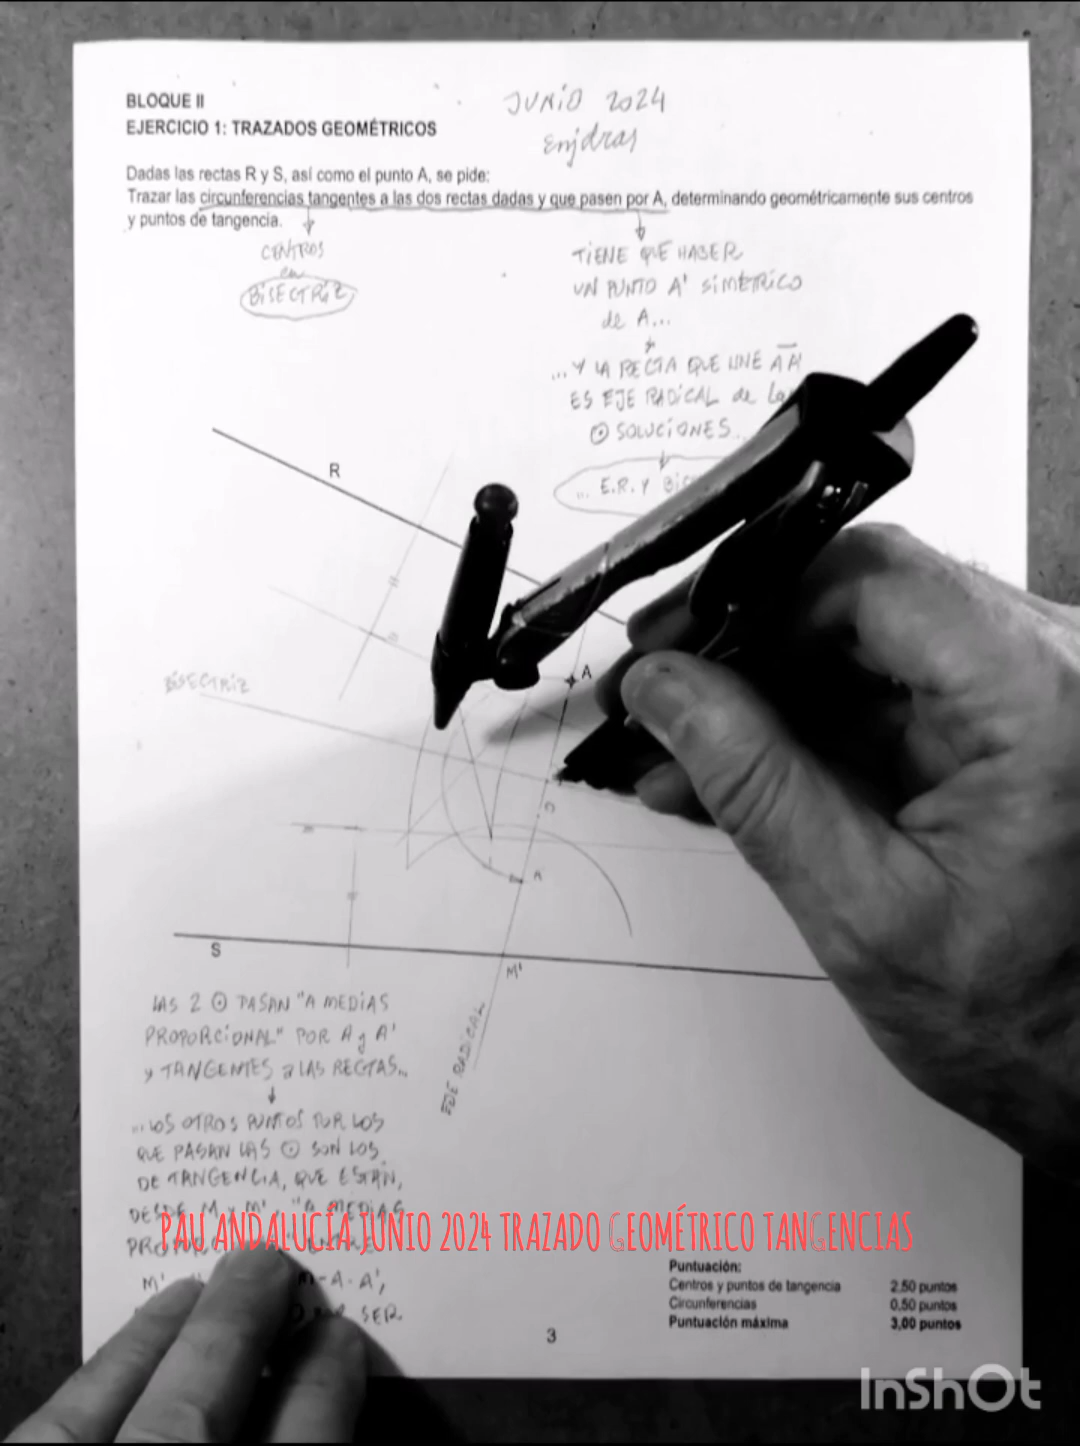 BLOQUE II
JUNIO 2024
EJERCICIO 1: TRAZADOS GEOMÉTRICOS
Dadas las rectas R y S, así como el punto A, se pide:
Trazar las circunferencias tangentes a las dos rectas dadas y que pasen por A, determinando geométricamente sus centros
y puntos de tangencia.
CENTROS
en
BISECTRIZ
TIENE QUE HABER
UN PUNTO A' SIMÉTRICO
de A...
...Y LA RECTA QUE UNE A A'
ES EJE RADICAL de las
SOLUCIONES...
... E.R. Y
R
A
BISECTRIZ
A
S
M'
EJE RADICAL
LAS 2 PASAN "A MEDIAS
PROPORCIONAL" POR A y A'
y TANGENTES a LAS RECTAS...
...LOS OTROS PUNTOS POR LOS
QUE PASAN LAS SON LOS
DE TANGENCIA, QUE ESTÁN,
DESDE M y M', "A MEDIAS
PAU ANDALUCÍA JUNIO 2024 TRAZADO GEOMÉTRICO TANGENCIAS
M'
M-A-A',
SER
Puntuación:
Centros y puntos de tangencia 2,50 puntos
Circunferencias 0,50 puntos
Puntuación máxima 3,00 puntos
3
InShOt